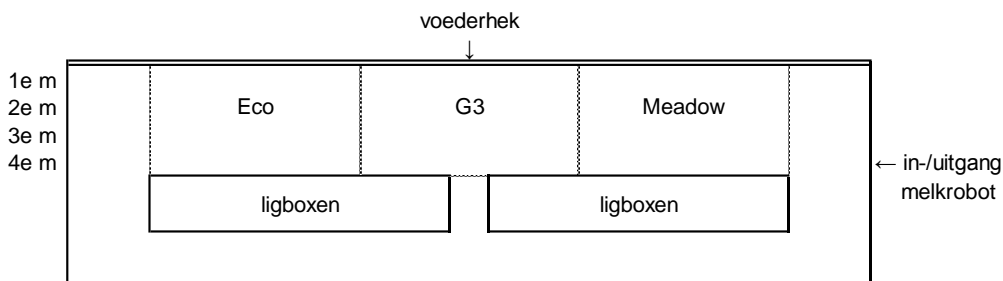 voederhek
↓
1e m
2e m
3e m
4e m
Eco
G3
Meadow
← in-/uitgang
melkrobot
ligboxen
ligboxen